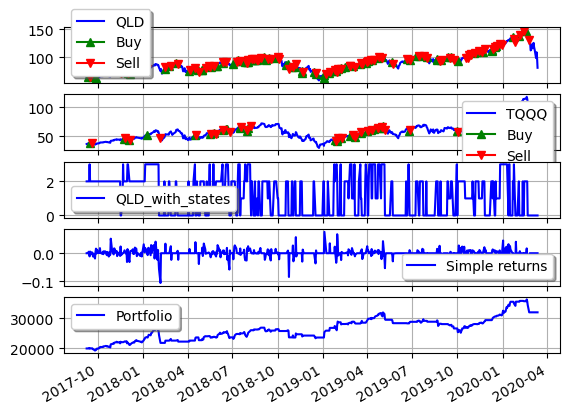 150
100
QLD
Buy
Sell
100
50
TQQQ
Buy
Sell
2
0
QLD_with_states
0.0
−0.1
Simple returns
30000
20000
Portfolio
2017-10 2018-01 2018-04 2018-07 2018-10 2019-01 2019-04 2019-07 2019-10 2020-01 2020-04